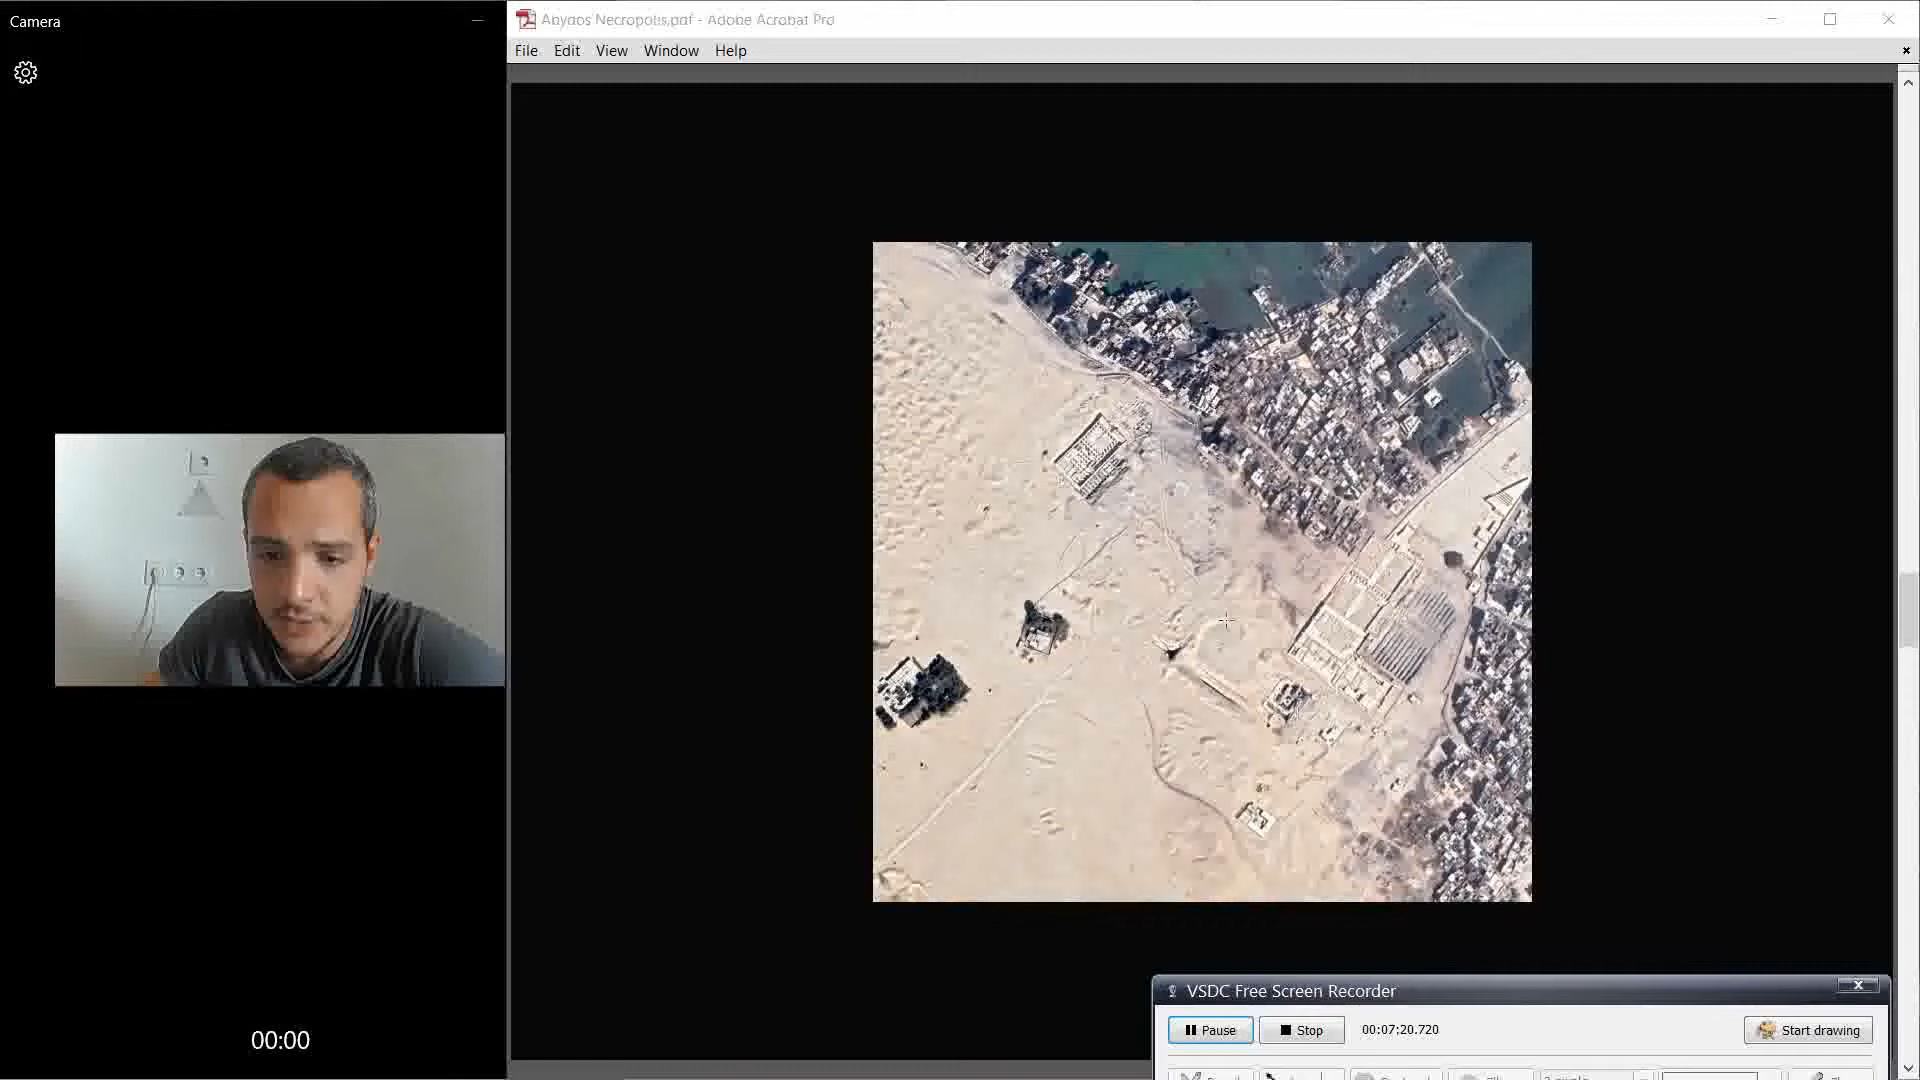 Camera
Abydos Necropolis.pdf - Adobe Acrobat Pro
File Edit View Window Help
VSDC Free Screen Recorder
Pause Stop 00:07:20.720 Start drawing
00:00